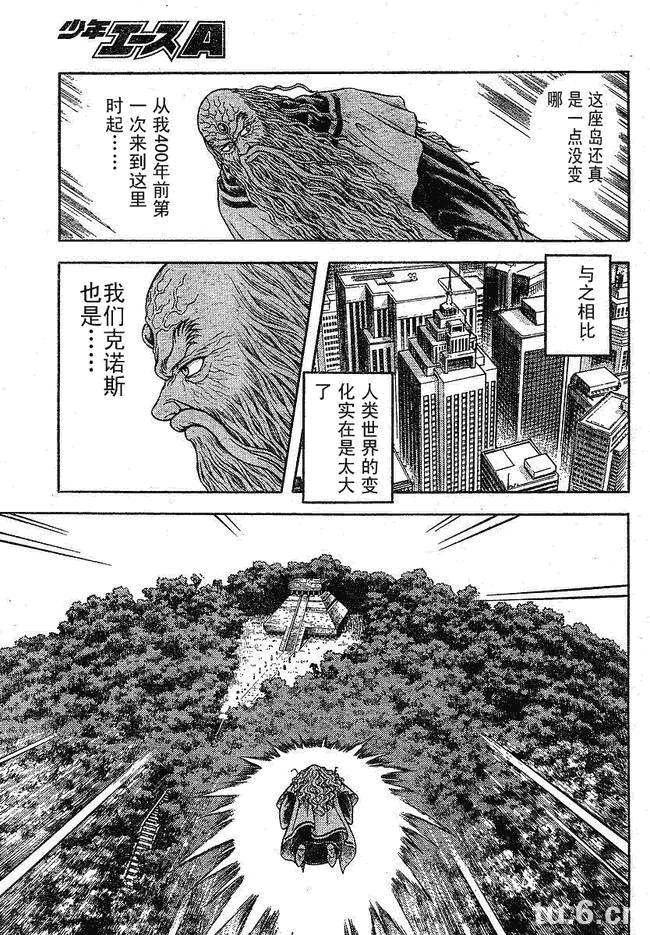 少年エースA
这座岛还真
是一点没变
哪
从我400年前第
一次来到这里
时起……
与之相比
人类世界的变
化实在是太大
了
我们克诺斯
也是……
tu.6.cn